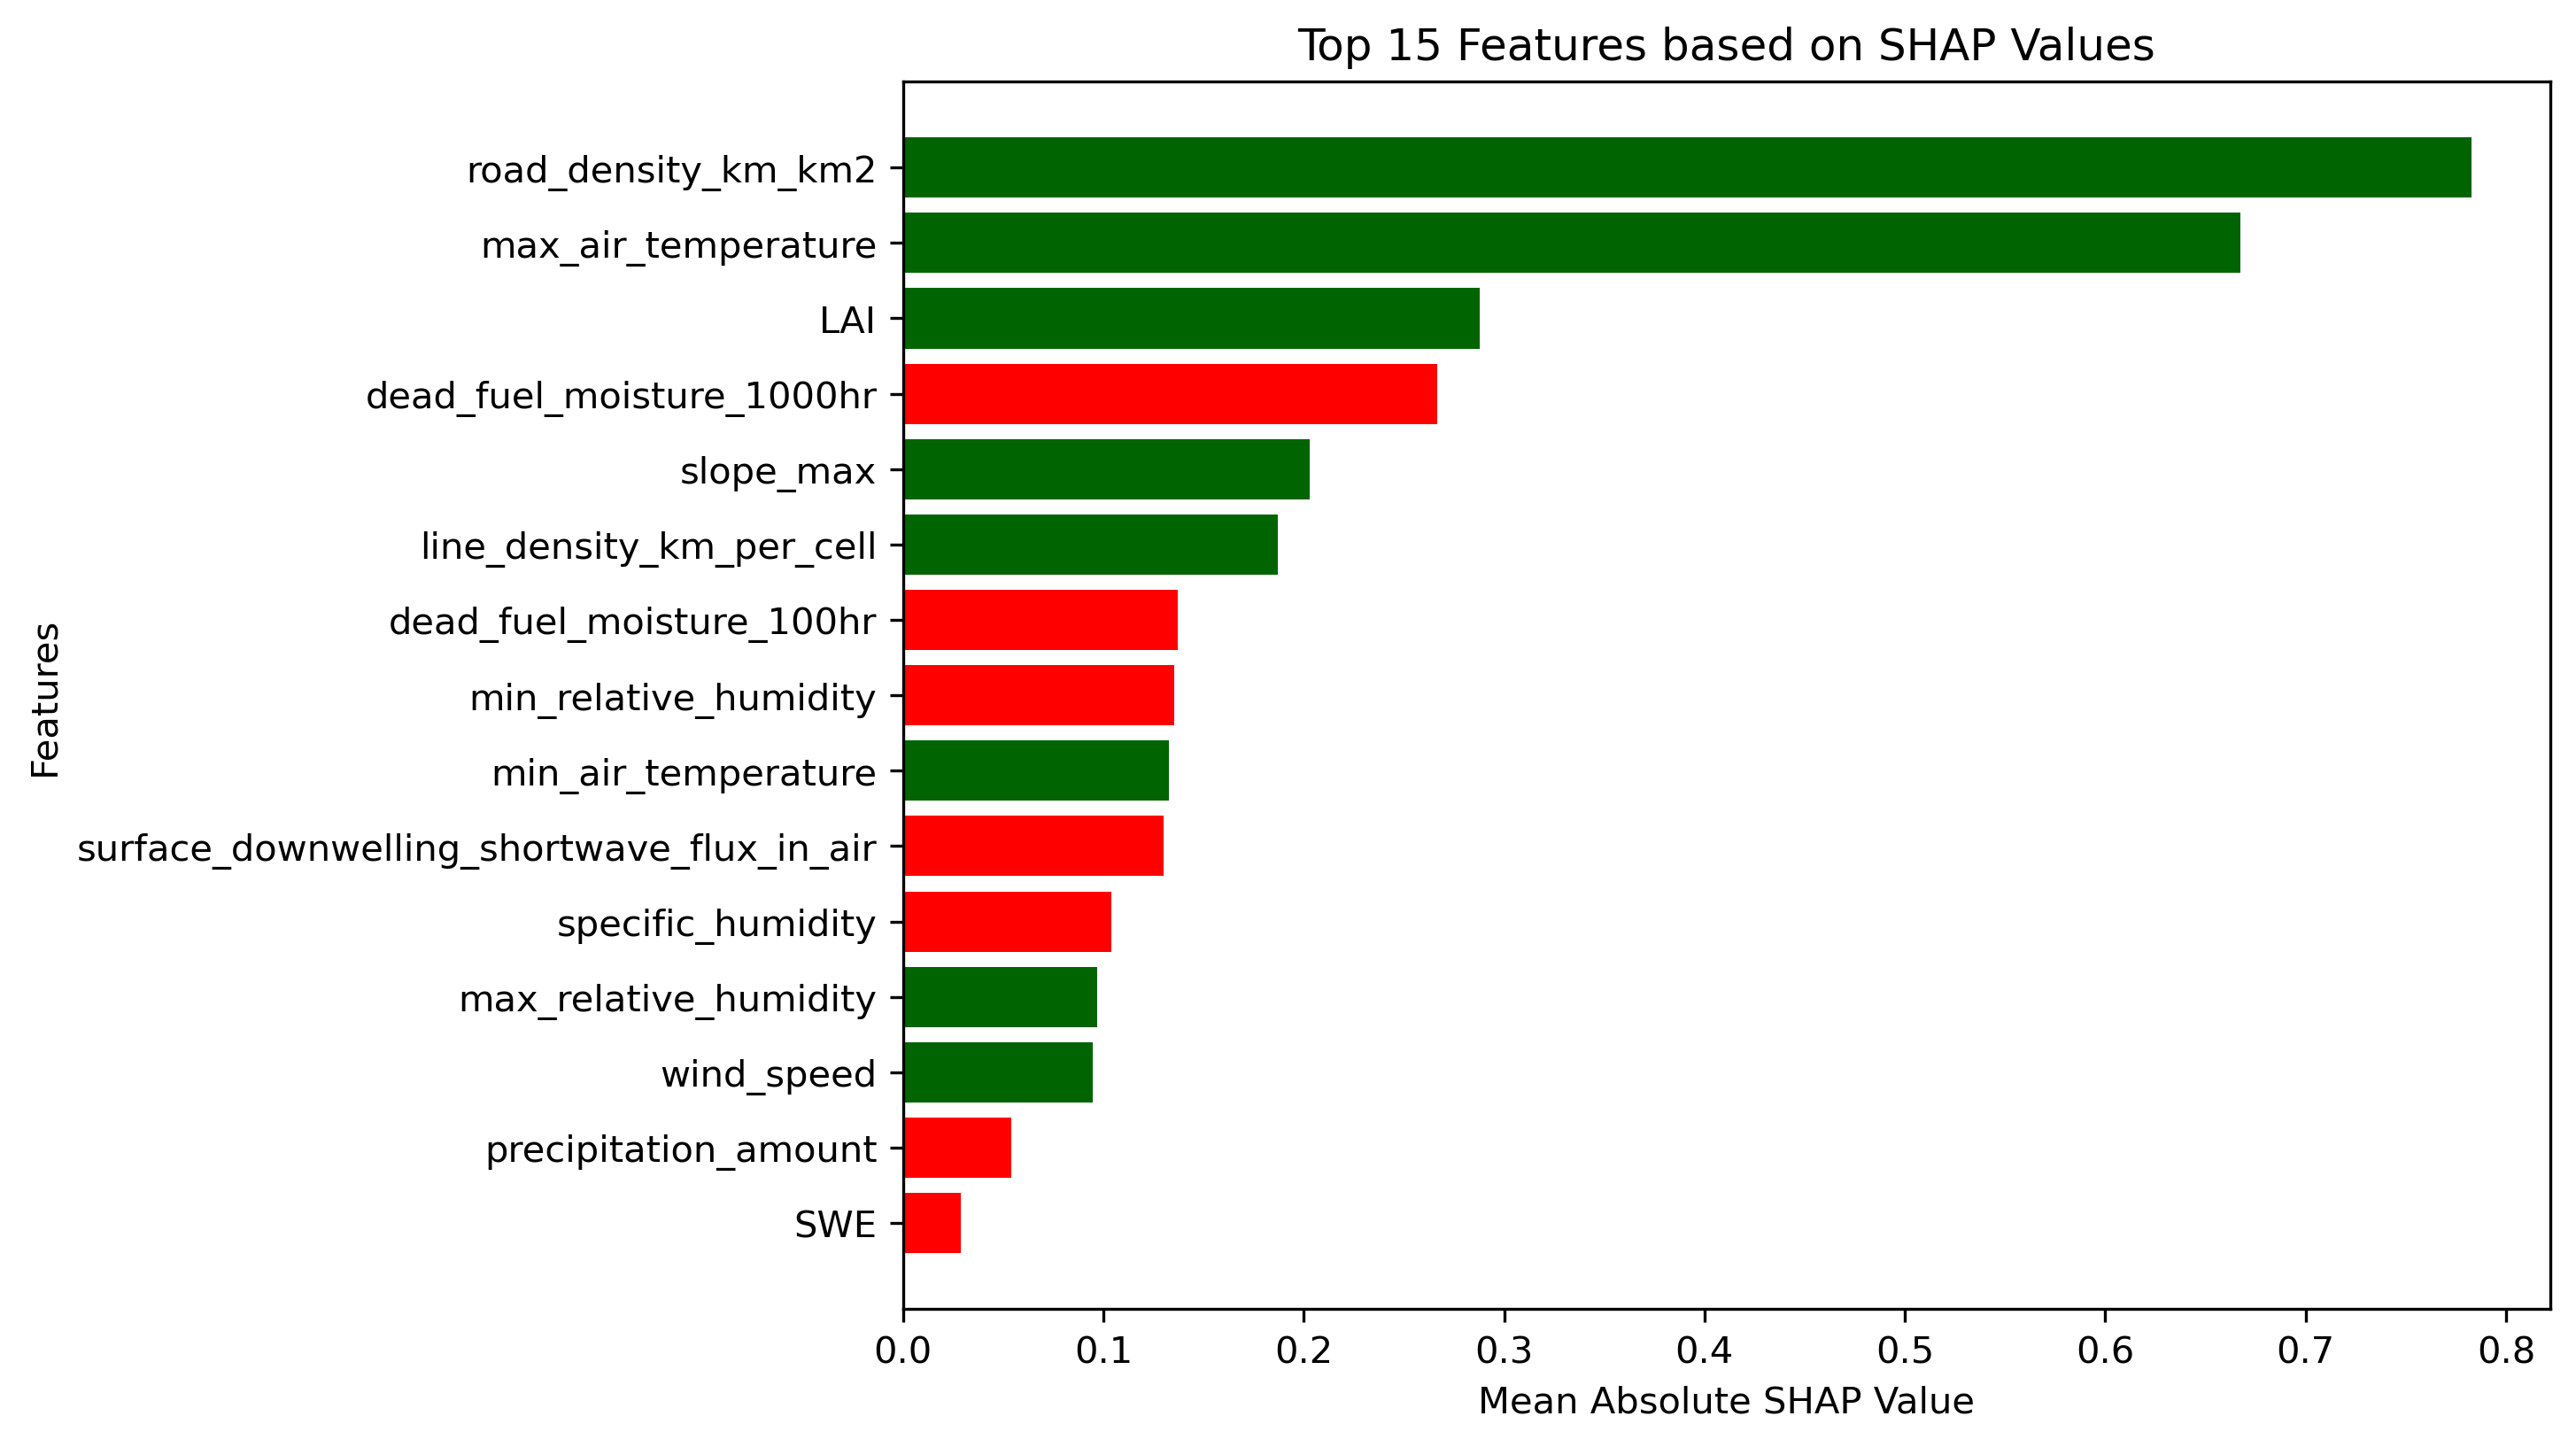 Top 15 Features based on SHAP Values
Features
road_density_km_km2
max_air_temperature
LAI
dead_fuel_moisture_1000hr
slope_max
line_density_km_per_cell
dead_fuel_moisture_100hr
min_relative_humidity
min_air_temperature
surface_downwelling_shortwave_flux_in_air
specific_humidity
max_relative_humidity
wind_speed
precipitation_amount
SWE
0.0 0.1 0.2 0.3 0.4 0.5 0.6 0.7 0.8
Mean Absolute SHAP Value